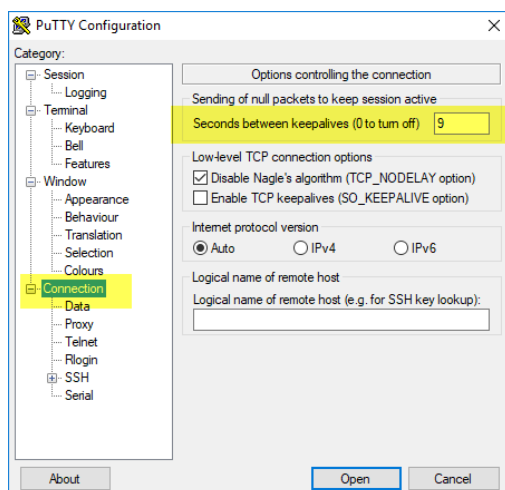 PuTTY Configuration
Category:
Session
Logging
Terminal
Keyboard
Bell
Features
Window
Appearance
Behaviour
Translation
Selection
Colours
Connection
Data
Proxy
Telnet
Rlogin
SSH
Serial
Options controlling the connection
Sending of null packets to keep session active
Seconds between keepalives (0 to turn off) 9
Low-level TCP connection options
Disable Nagle's algorithm (TCP_NODELAY option)
Enable TCP keepalives (SO_KEEPALIVE option)
Internet protocol version
Auto IPv4 IPv6
Logical name of remote host
Logical name of remote host (e.g. for SSH key lookup):
About Open Cancel